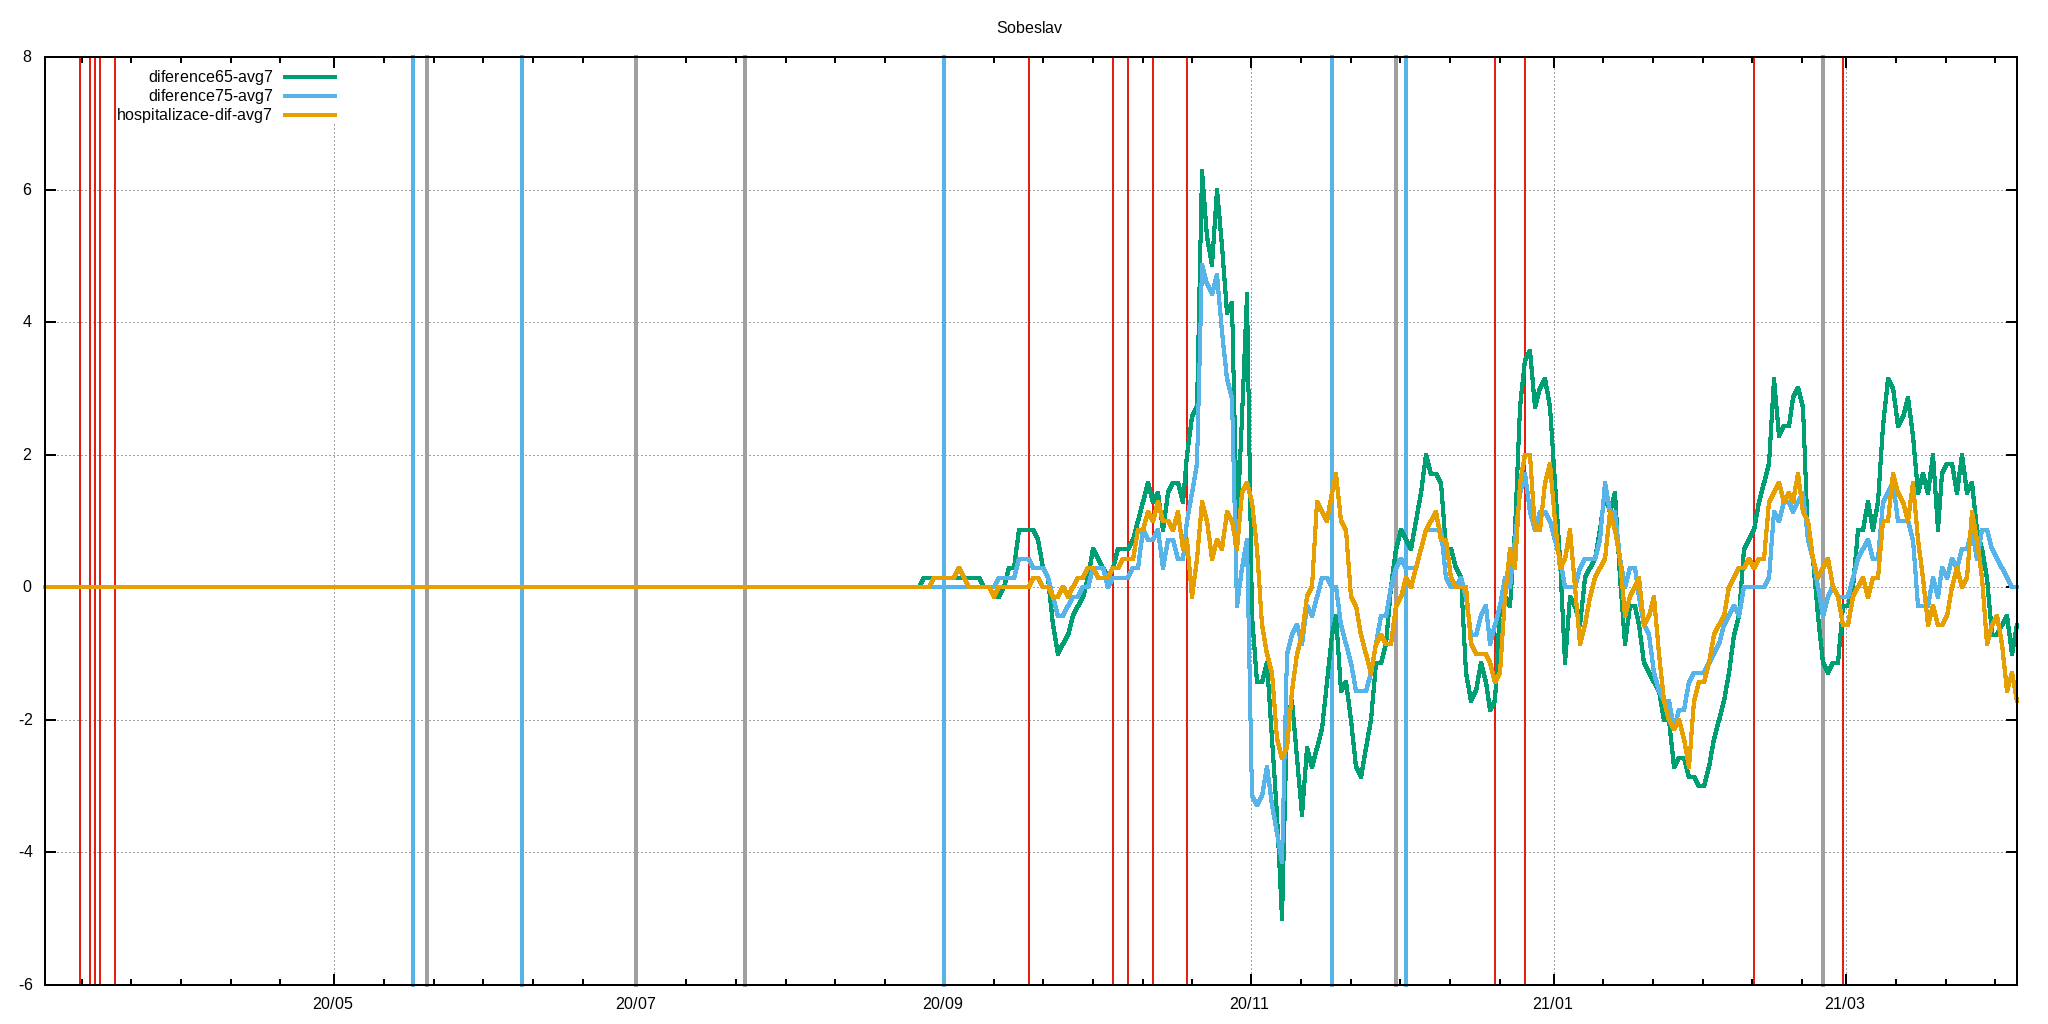 Sobeslav
diference65-avg7
diference75-avg7
hospitalizace-dif-avg7
8
6
4
2
0
-2
-4
-6
20/05 20/07 20/09 20/11 21/01 21/03